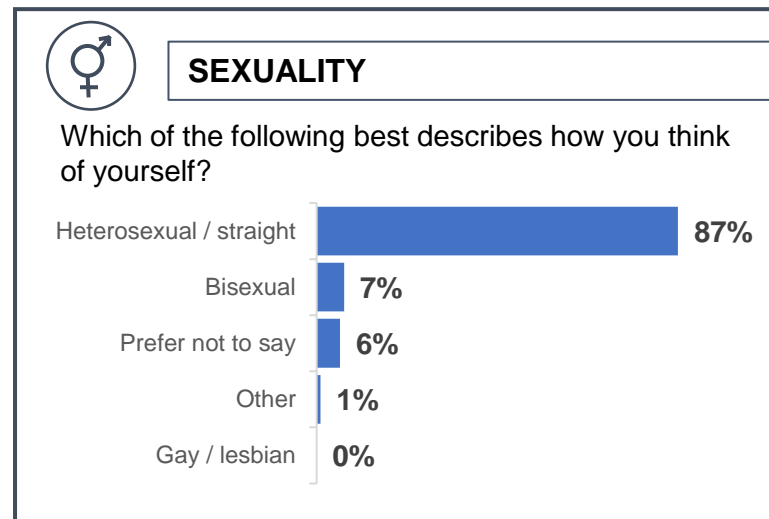 SEXUALITY
Which of the following best describes how you think
of yourself?
Heterosexual / straight 87%
Bisexual 7%
Prefer not to say 6%
Other 1%
Gay / lesbian 0%